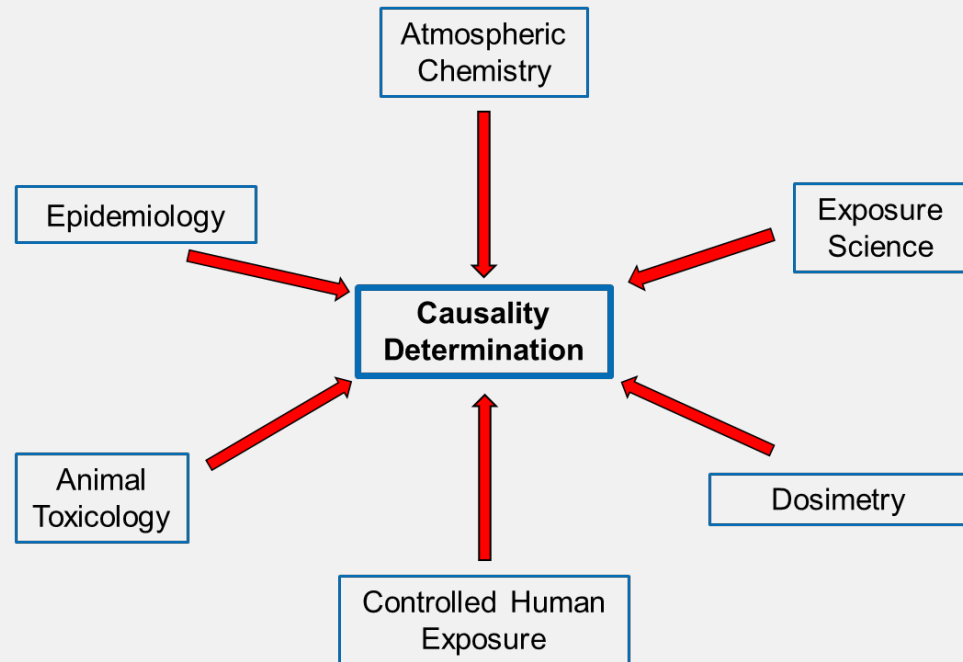 Atmospheric
Chemistry
Epidemiology
Exposure
Science
Causality
Determination
Animal
Toxicology
Dosimetry
Controlled Human
Exposure